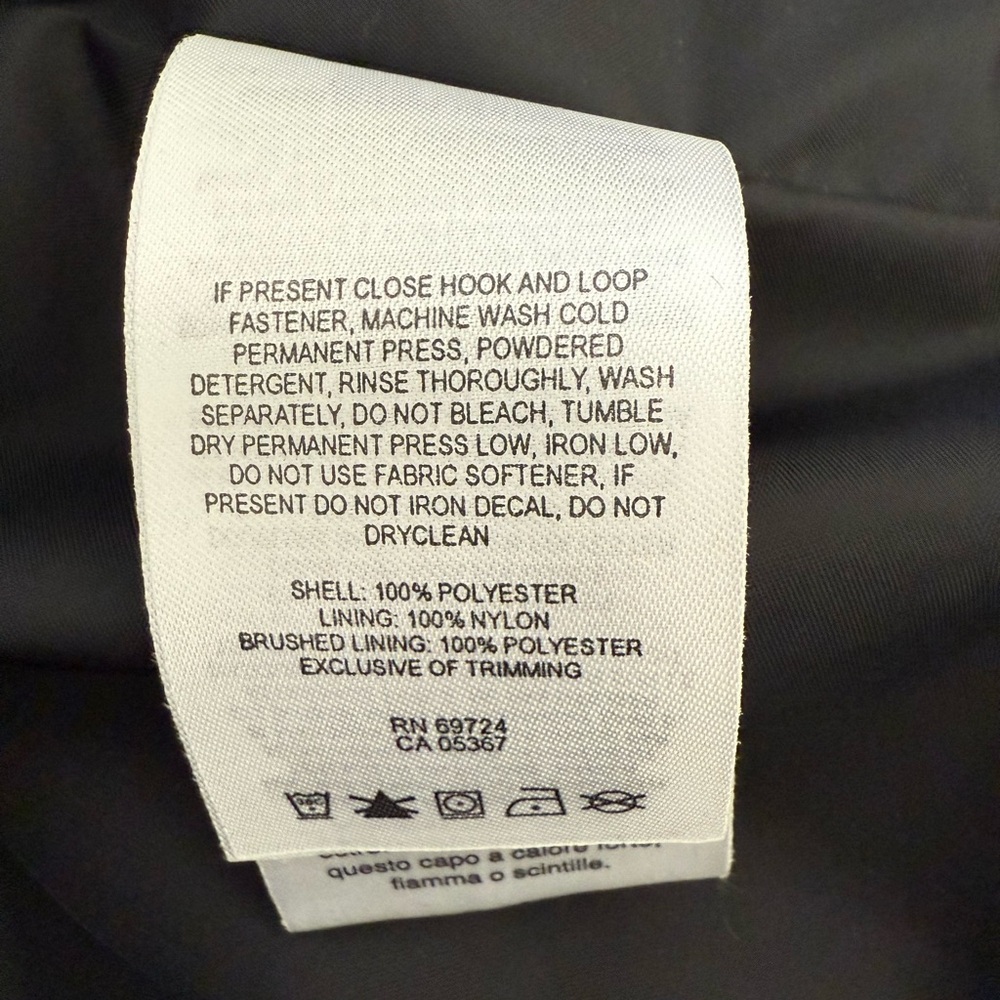 IF PRESENT CLOSE HOOK AND LOOP
FASTENER, MACHINE WASH COLD
PERMANENT PRESS, POWDERED
DETERGENT, RINSE THOROUGHLY, WASH
SEPARATELY, DO NOT BLEACH, TUMBLE
DRY PERMANENT PRESS LOW, IRON LOW,
DO NOT USE FABRIC SOFTENER, IF
PRESENT DO NOT IRON DECAL, DO NOT
DRYCLEAN
SHELL: 100% POLYESTER
LINING: 100% NYLON
BRUSHED LINING: 100% POLYESTER
EXCLUSIVE OF TRIMMING
RN 69724
CA 05367
questo capo a calore forte,
fiamma o scintille.